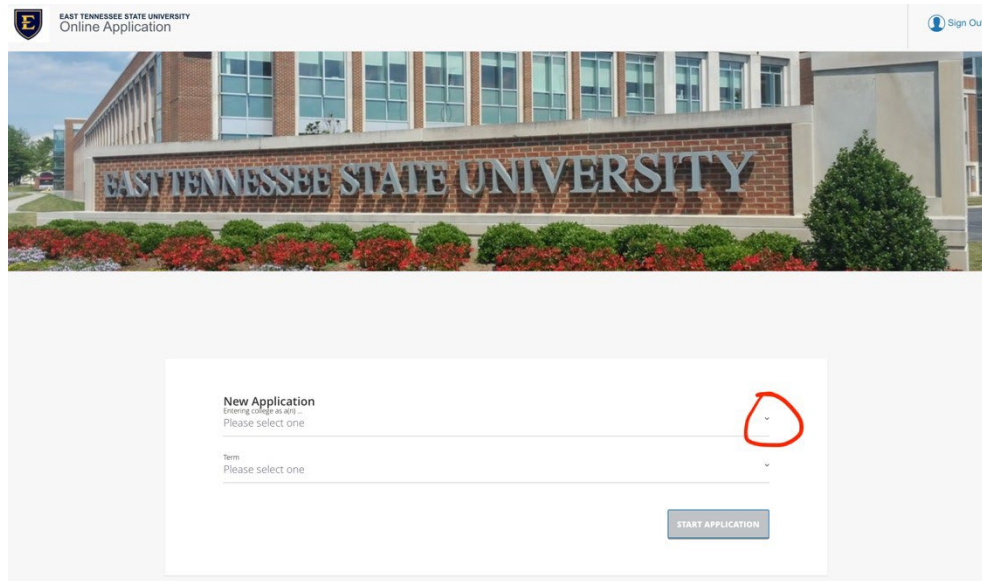 EAST TENNESSEE STATE UNIVERSITY
Online Application
Sign Ou
EAST TENNESSEE STATE UNIVERSITY
New Application
Entering college as a(n) ...
Please select one
Term
Please select one
START APPLICATION